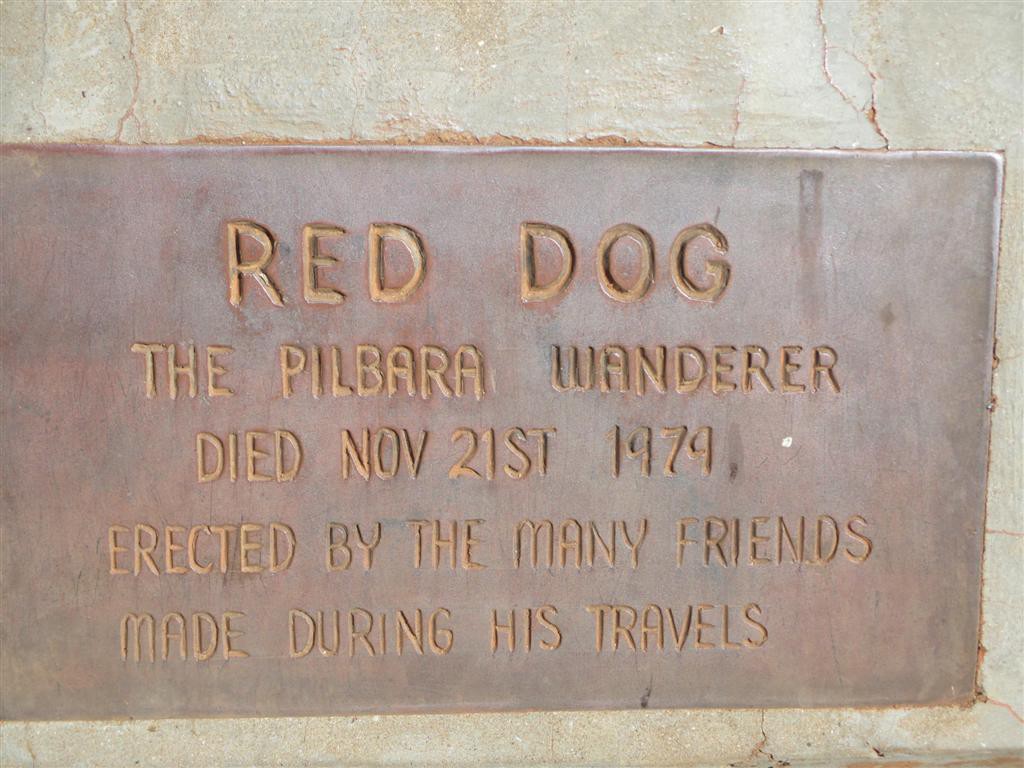 RED DOG
THE PILBARA WANDERER
DIED NOV 21ST 1979
ERECTED BY THE MANY FRIENDS
MADE DURING HIS TRAVELS